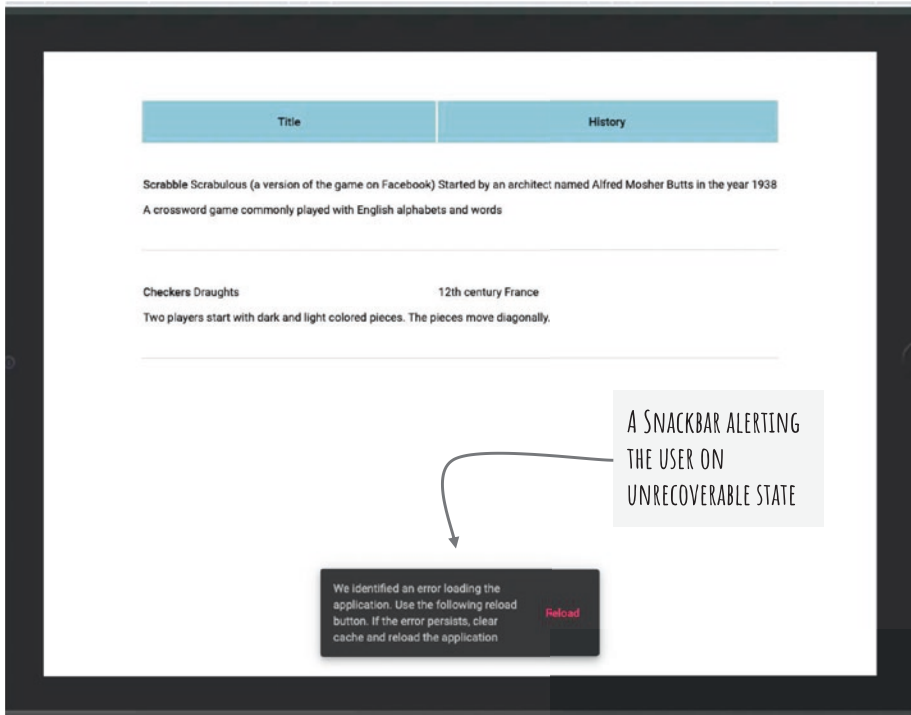 Title History
Scrabble Scrabulous (a version of the game on Facebook) Started by an architect named Alfred Mosher Butts in the year 1938
A crossword game commonly played with English alphabets and words
Checkers Draughts 12th century France
Two players start with dark and light colored pieces. The pieces move diagonally.
A SNACKBAR ALERTING
THE USER ON
UNRECOVERABLE STATE
We identified an error loading the
application. Use the following reload
button. If the error persists, clear
cache and reload the application
Reload